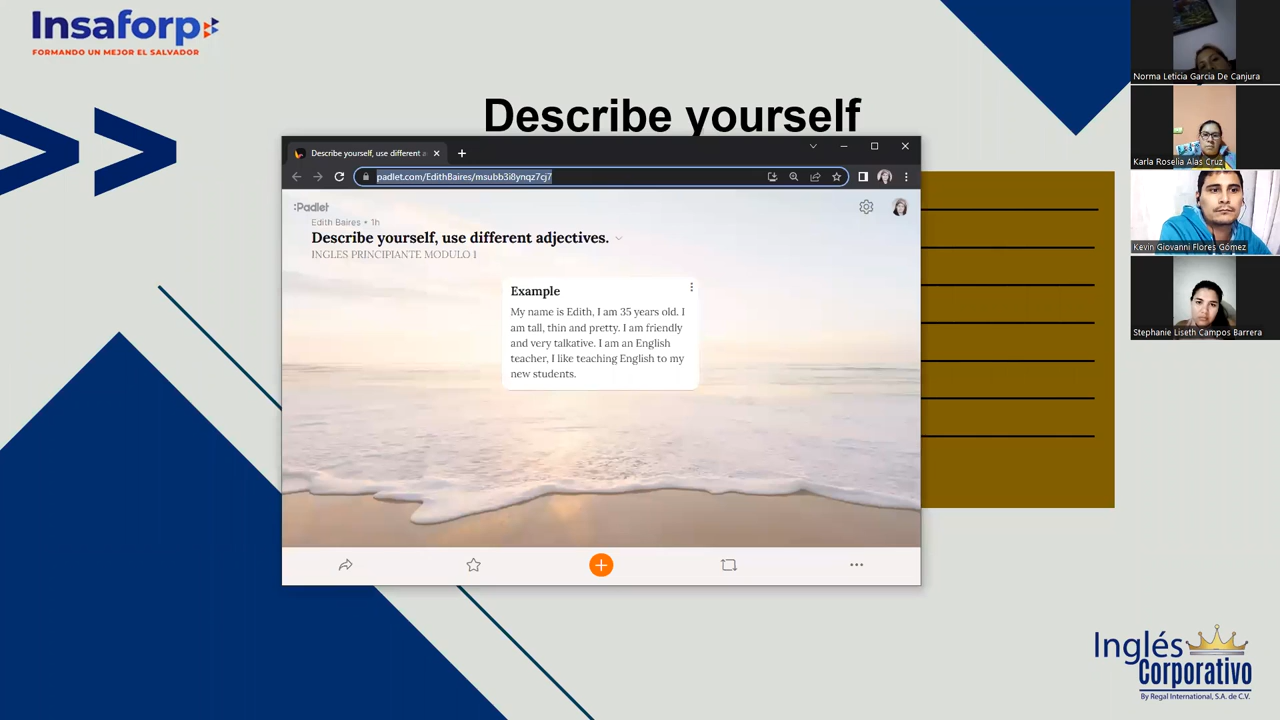 Insaforp
FORMANDO UN MEJOR EL SALVADOR
Describe yourself
Describe yourself, use different a
padlet.com/EdithBaires/msubb3i8ynqz7cj7
:Padlet
Edith Baires • 1h
Describe yourself, use different adjectives.
INGLES PRINCIPIANTE MODULO 1
Example
My name is Edith, I am 35 years old. I
am tall, thin and pretty. I am friendly
and very talkative. I am an English
teacher, I like teaching English to my
new students.
Norma Leticia Garcia De Canjura
Karla Roselia Alas Cruz
Kevin Giovanni Flores Gómez
Stephanie Liseth Campos Barrera
Inglés
Corporativo
By Regal International, S.A. de C.V.